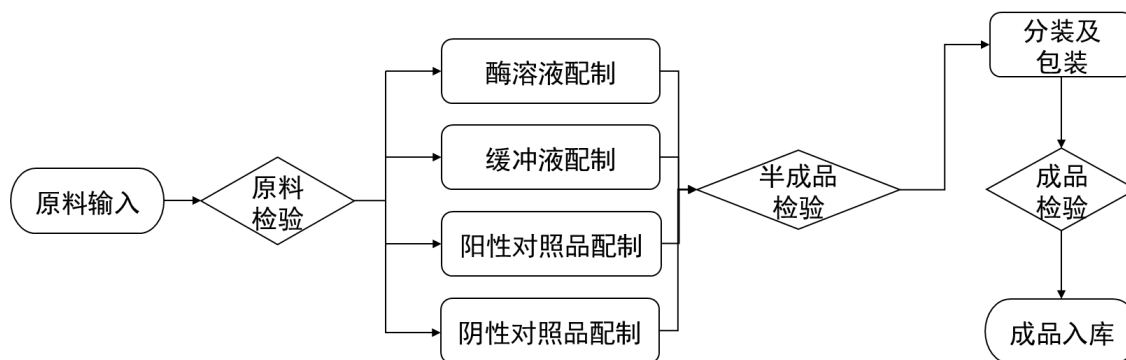 原料输入
原料
检验
酶溶液配制
缓冲液配制
阳性对照品配制
阴性对照品配制
半成品
检验
分装及
包装
成品
检验
成品入库